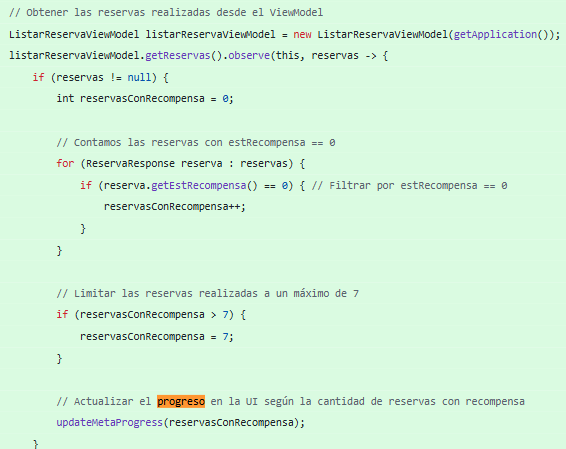 // Obtener las reservas realizadas desde el ViewModel
ListarReservaViewModel listarReservaViewModel = new ListarReservaViewModel(getApplication());
listarReservaViewModel.getReservas().observe(this, reservas -> {
    if (reservas != null) {
        int reservasConRecompensa = 0;

        // Contamos las reservas con estRecompensa == 0
        for (ReservaResponse reserva : reservas) {
            if (reserva.getEstRecompensa() == 0) { // Filtrar por estRecompensa == 0
                reservasConRecompensa++;
            }
        }

        // Limitar las reservas realizadas a un máximo de 7
        if (reservasConRecompensa > 7) {
            reservasConRecompensa = 7;
        }

        // Actualizar el progreso en la UI según la cantidad de reservas con recompensa
        updateMetaProgress(reservasConRecompensa);
    }